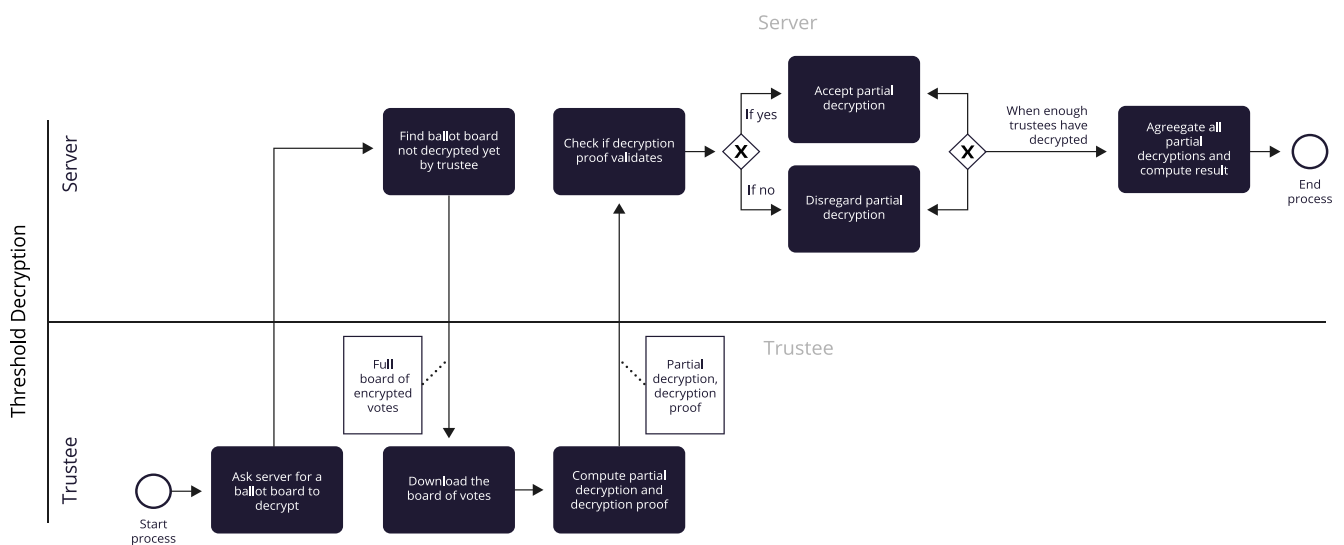 Server
Threshold Decryption
Server
Find ballot board
not decrypted yet
by trustee
Check if decryption
proof validates
X
If yes
If no
Accept partial
decryption
Disregard partial
decryption
X
When enough
trustees have
decrypted
Agreegate all
partial
decryptions and
compute result
End
process
Trustee
Trustee
Full
board of
encrypted
votes
Partial
decryption,
decryption
proof
Start
process
Ask server for a
ballot board to
decrypt
Download the
board of votes
Compute partial
decryption and
decryption proof